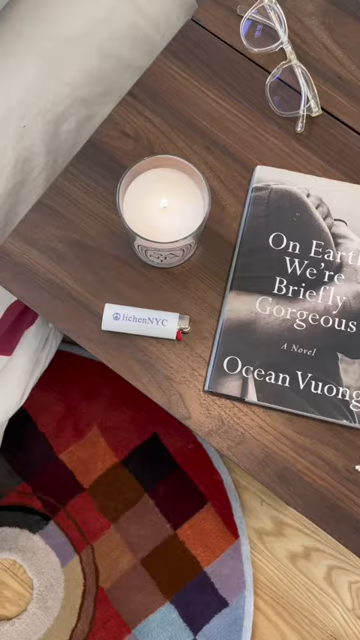 lichenNYC
On Earth
We're
Briefly
Gorgeous
A Novel
Ocean Vuong